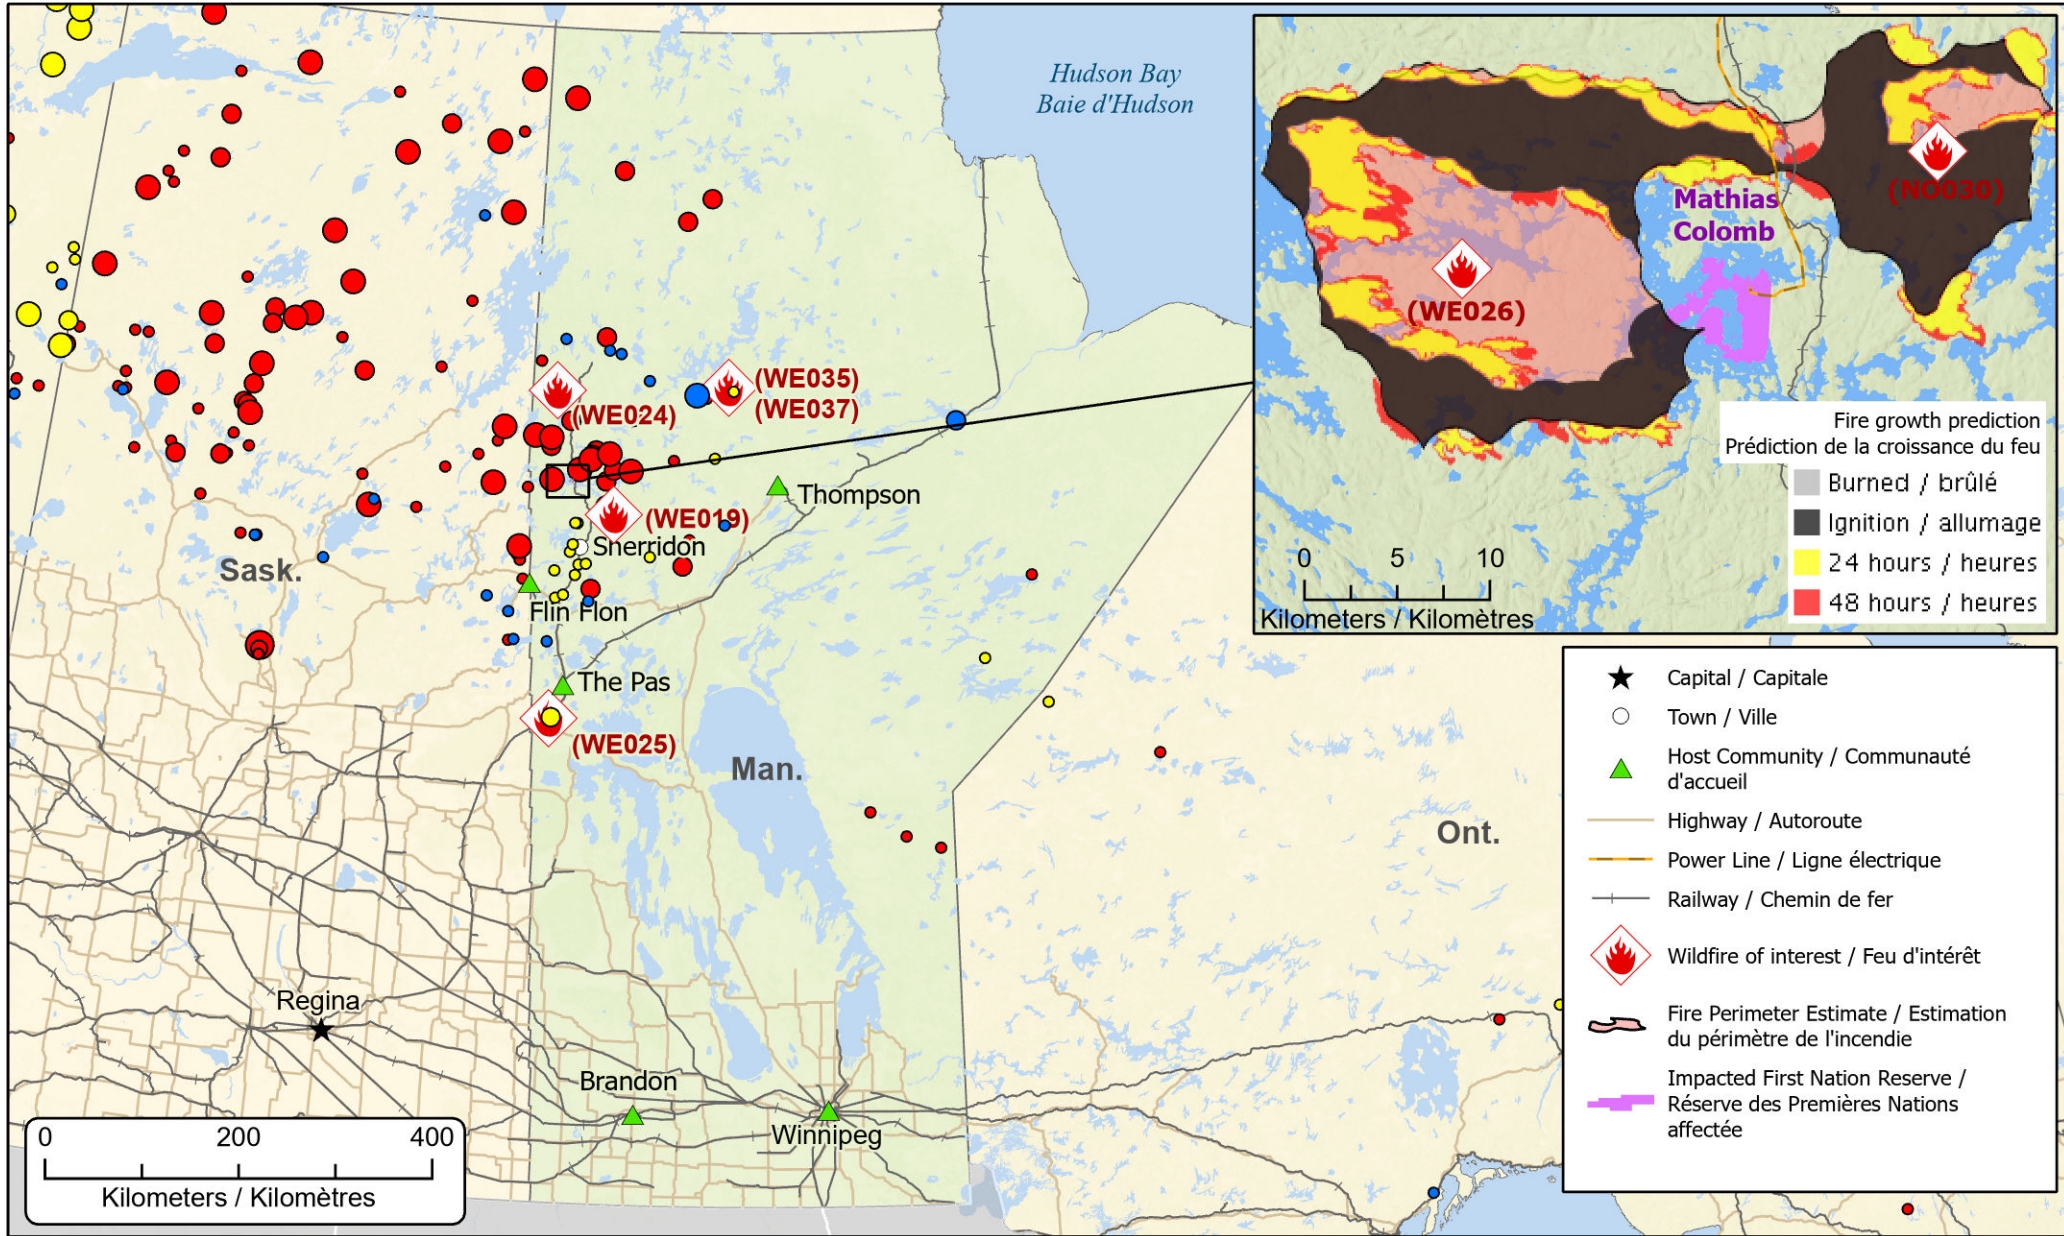 Hudson Bay
Baie d'Hudson
(WE035)
(WE037)
(WE024)
Thompson
(WE019)
Sherridon
Sask.
Flin Flon
The Pas
(WE025)
Man.
Ont.
Regina
Brandon
Winnipeg
0 200 400
Kilometers / Kilomètres
(NO030)
Mathias
Colomb
(WE026)
Fire growth prediction
Prédiction de la croissance du feu
Burned / brûlé
Ignition / allumage
24 hours / heures
48 hours / heures
0 5 10
Kilometers / Kilomètres
Capital / Capitale
Town / Ville
Host Community / Communauté
d'accueil
Highway / Autoroute
Power Line / Ligne électrique
Railway / Chemin de fer
Wildfire of interest / Feu d'intérêt
Fire Perimeter Estimate / Estimation
du périmètre de l'incendie
Impacted First Nation Reserve /
Réserve des Premières Nations
affectée